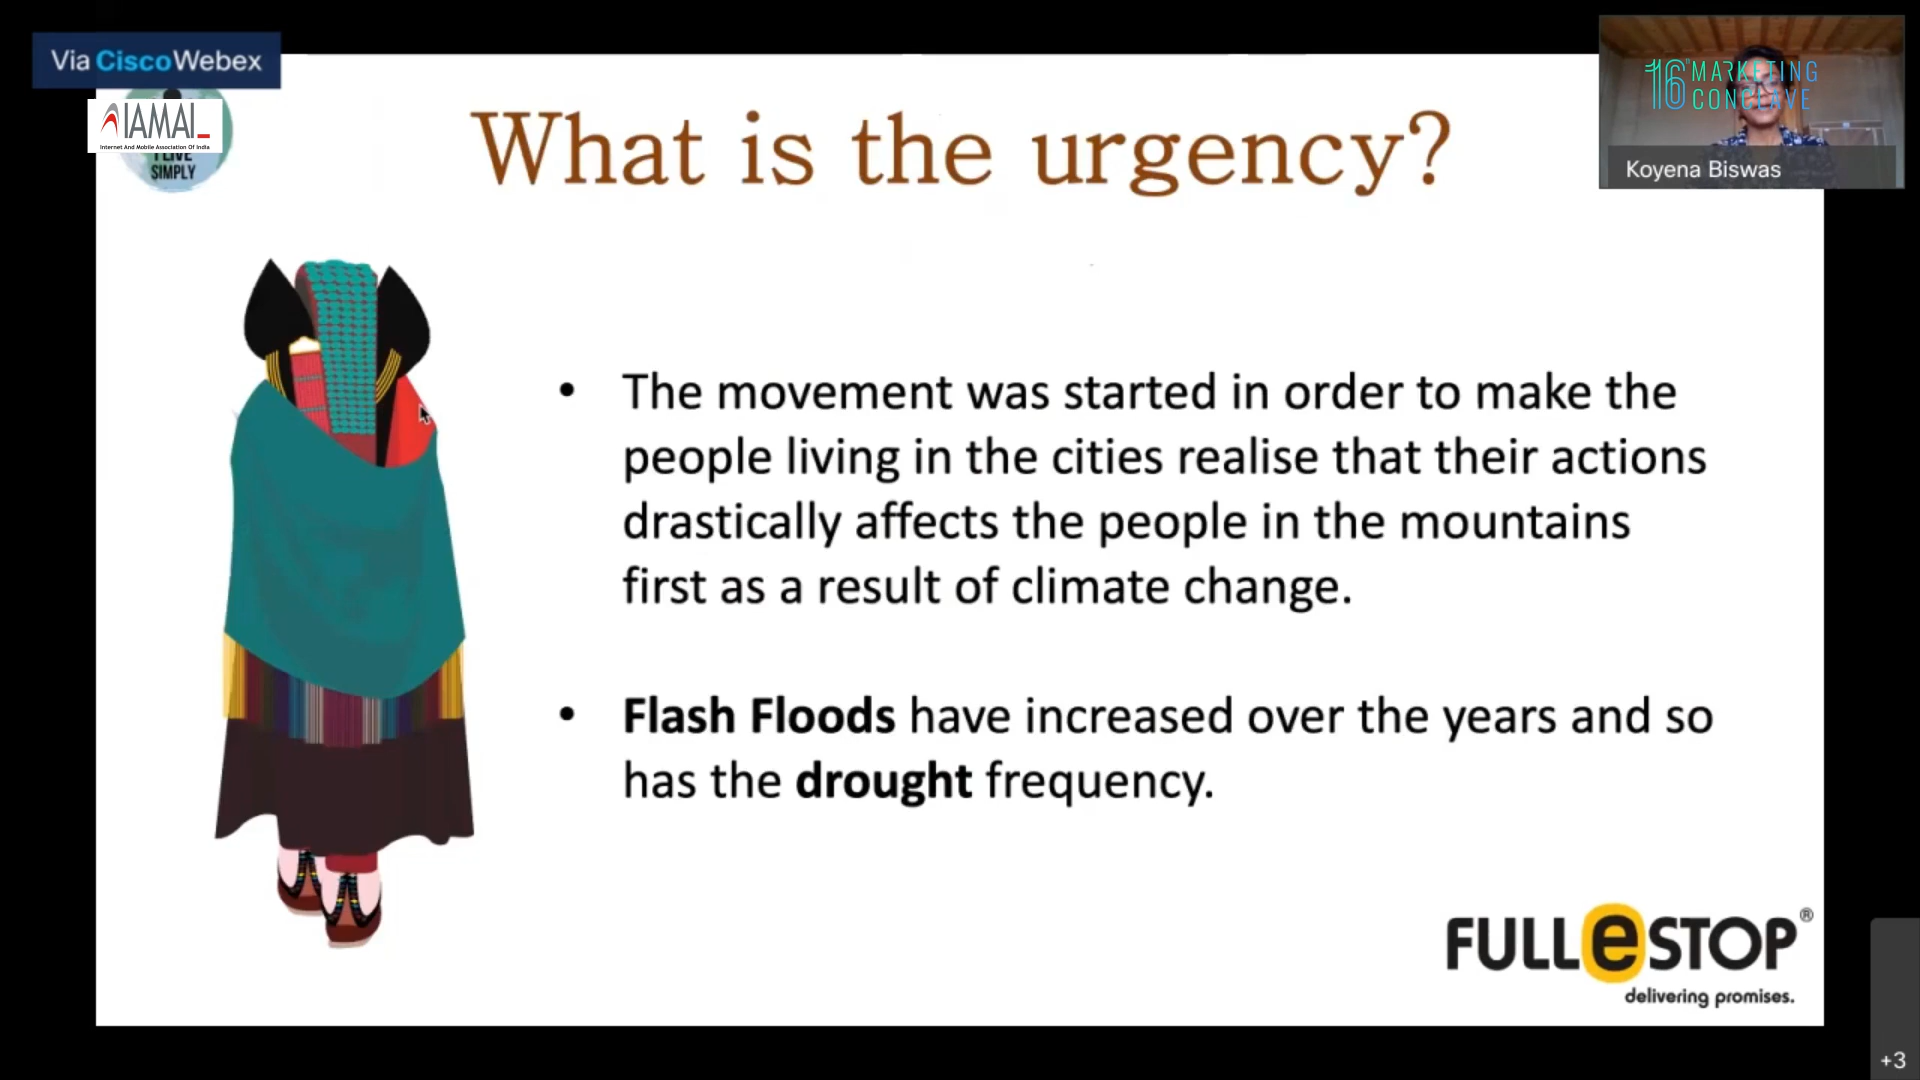 Via CiscoWebex
IAMAI
Internet And Mobile Association Of India
I LIVE
SIMPLY
What is the urgency?
16th MARKETING
CONCLAVE
Koyena Biswas
• The movement was started in order to make the
people living in the cities realise that their actions
drastically affects the people in the mountains
first as a result of climate change.
• Flash Floods have increased over the years and so
has the drought frequency.
FULLeSTOP®
delivering promises.
+3